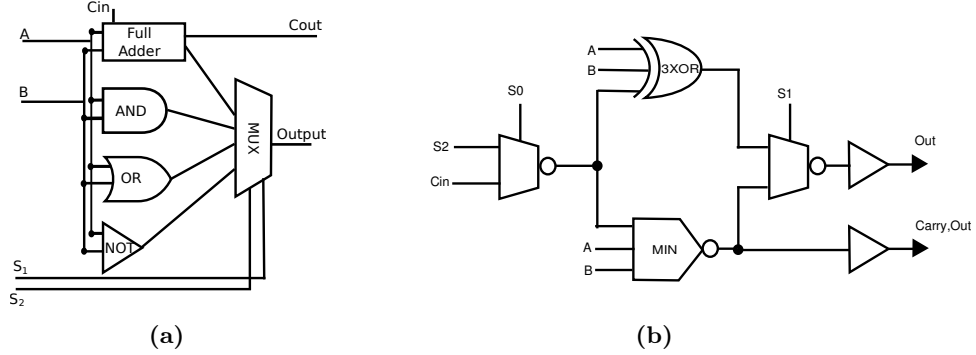 Cin
A
Full
Adder
Cout
B
AND
MUX
Output
OR
NOT
S1
S2
(a)
A
B
3XOR
S0
S1
S2
Cin
Out
A
B
MIN
Carry,Out
(b)